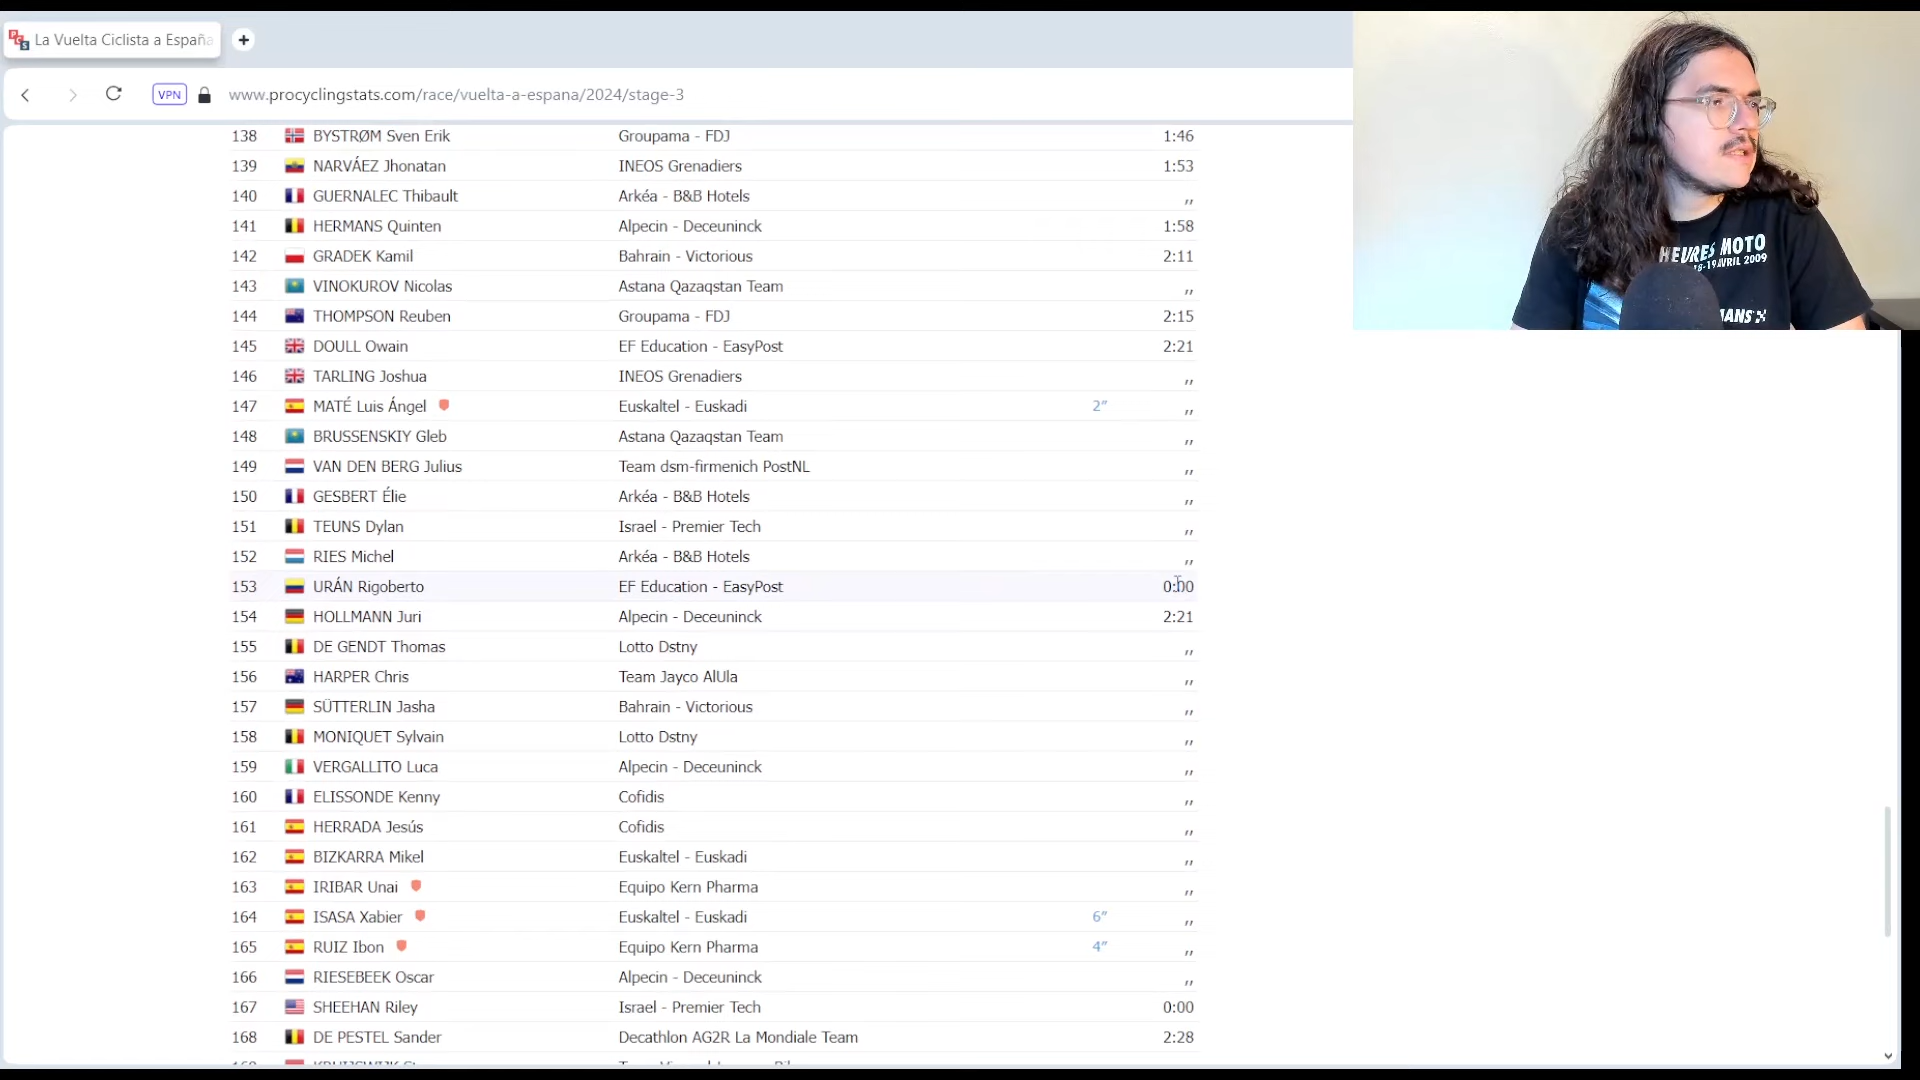 La Vuelta Ciclista a España
VPN www.procyclingstats.com/race/vuelta-a-espana/2024/stage-3
HEURES MOTO
18-19 AVRIL 2009
MANS
138 BYSTRØM Sven Erik Groupama - FDJ 1:46
139 NARVÁEZ Jhonatan INEOS Grenadiers 1:53
140 GUERNALEC Thibault Arkéa - B&B Hotels ,,
141 HERMANS Quinten Alpecin - Deceuninck 1:58
142 GRADEK Kamil Bahrain - Victorious 2:11
143 VINOKUROV Nicolas Astana Qazaqstan Team ,,
144 THOMPSON Reuben Groupama - FDJ 2:15
145 DOULL Owain EF Education - EasyPost 2:21
146 TARLING Joshua INEOS Grenadiers ,,
147 MATÉ Luis Ángel Euskaltel - Euskadi 2″ ,,
148 BRUSSENSKIY Gleb Astana Qazaqstan Team ,,
149 VAN DEN BERG Julius Team dsm-firmenich PostNL ,,
150 GESBERT Élie Arkéa - B&B Hotels ,,
151 TEUNS Dylan Israel - Premier Tech ,,
152 RIES Michel Arkéa - B&B Hotels ,,
153 URÁN Rigoberto EF Education - EasyPost 0:00
154 HOLLMANN Juri Alpecin - Deceuninck 2:21
155 DE GENDT Thomas Lotto Dstny ,,
156 HARPER Chris Team Jayco AlUla ,,
157 SÜTTERLIN Jasha Bahrain - Victorious ,,
158 MONIQUET Sylvain Lotto Dstny ,,
159 VERGALLITO Luca Alpecin - Deceuninck ,,
160 ELISSONDE Kenny Cofidis ,,
161 HERRADA Jesús Cofidis ,,
162 BIZKARRA Mikel Euskaltel - Euskadi ,,
163 IRIBAR Unai Equipo Kern Pharma ,,
164 ISASA Xabier Euskaltel - Euskadi 6″ ,,
165 RUIZ Ibon Equipo Kern Pharma 4″ ,,
166 RIESEBEEK Oscar Alpecin - Deceuninck ,,
167 SHEEHAN Riley Israel - Premier Tech 0:00
168 DE PESTEL Sander Decathlon AG2R La Mondiale Team 2:28